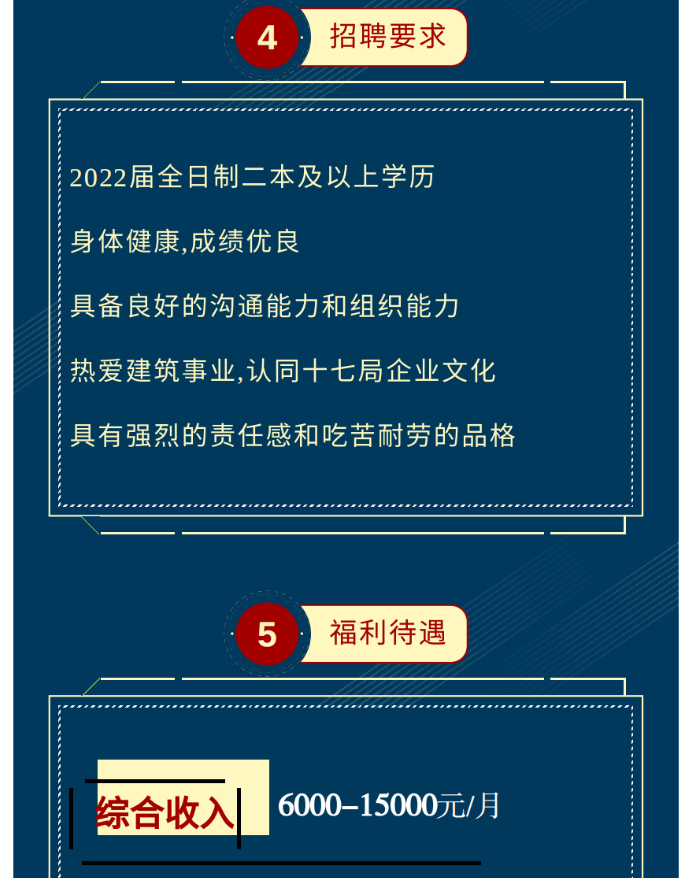 4
招聘要求
2022届全日制二本及以上学历
身体健康,成绩优良
具备良好的沟通能力和组织能力
热爱建筑事业,认同十七局企业文化
具有强烈的责任感和吃苦耐劳的品格
5
福利待遇
综合收入
6000-15000元/月